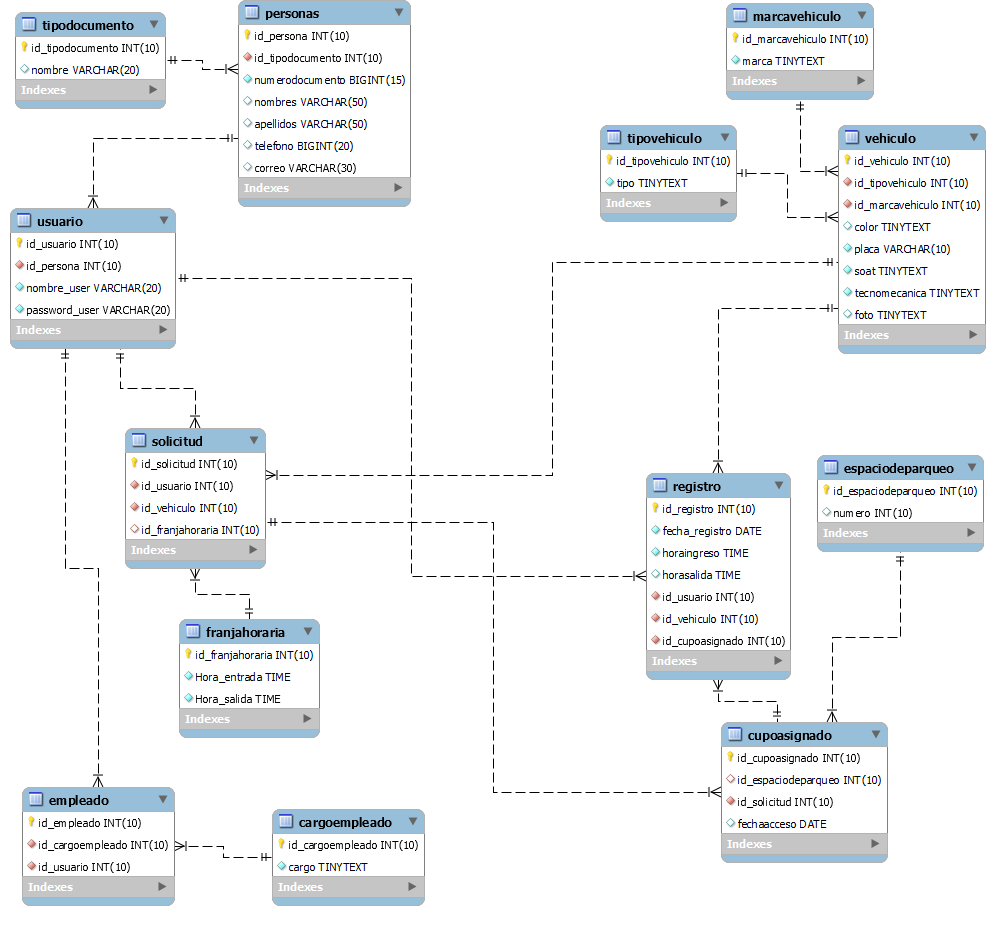 tipodocumento
id_tipodocumento INT(10)
nombre VARCHAR(20)
Indexes
personas
id_persona INT(10)
id_tipodocumento INT(10)
numerodocumento BIGINT(15)
nombres VARCHAR(50)
apellidos VARCHAR(50)
telefono BIGINT(20)
correo VARCHAR(30)
Indexes
marcavehiculo
id_marcavehiculo INT(10)
marca TINYTEXT
Indexes
tipovehiculo
id_tipovehiculo INT(10)
tipo TINYTEXT
Indexes
vehiculo
id_vehiculo INT(10)
id_tipovehiculo INT(10)
id_marcavehiculo INT(10)
color TINYTEXT
placa VARCHAR(10)
soat TINYTEXT
tecnomecanica TINYTEXT
foto TINYTEXT
Indexes
usuario
id_usuario INT(10)
id_persona INT(10)
nombre_user VARCHAR(20)
password_user VARCHAR(20)
Indexes
solicitud
id_solicitud INT(10)
id_usuario INT(10)
id_vehiculo INT(10)
id_franjahoraria INT(10)
Indexes
registro
id_registro INT(10)
fecha_registro DATE
horaingreso TIME
horasalida TIME
id_usuario INT(10)
id_vehiculo INT(10)
id_cupoasignado INT(10)
Indexes
espaciodeparqueo
id_espaciodeparqueo INT(10)
numero INT(10)
Indexes
franjahoraria
id_franjahoraria INT(10)
Hora_entrada TIME
Hora_salida TIME
Indexes
cupoasignado
id_cupoasignado INT(10)
id_espaciodeparqueo INT(10)
id_solicitud INT(10)
fechaacceso DATE
Indexes
empleado
id_empleado INT(10)
id_cargoempleado INT(10)
id_usuario INT(10)
Indexes
cargoempleado
id_cargoempleado INT(10)
cargo TINYTEXT
Indexes